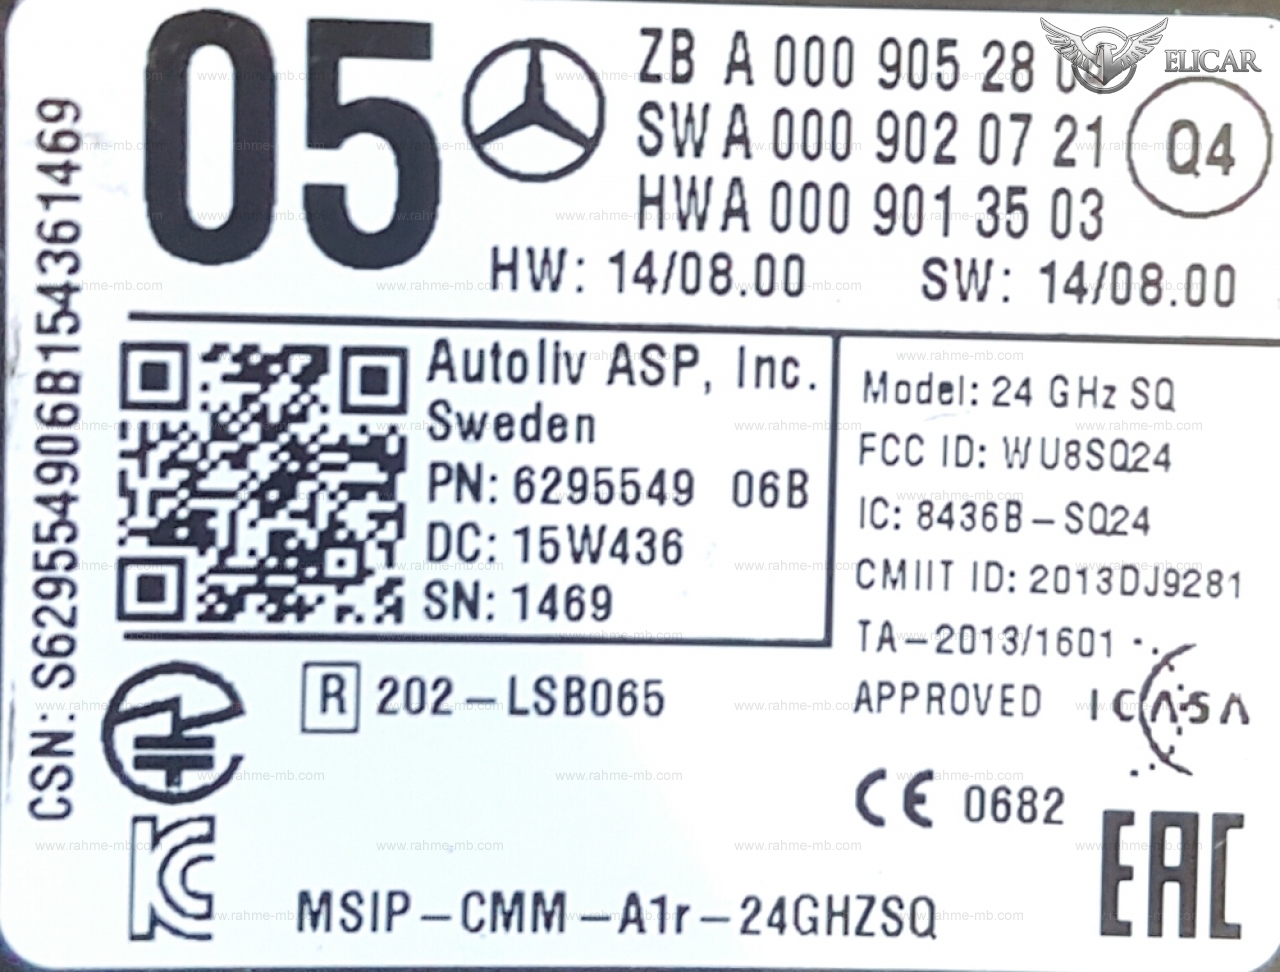 05
ZB A 000 905 28
SW A 000 902 07 21
HWA 000 901 35 03
Q4
HW: 14/08.00 SW: 14/08.00
ELICAR
CSN: S629554906B154361469
Autoliv ASP, Inc.
Sweden
PN: 6295549 06B
DC: 15W436
SN: 1469
Model: 24 GHz SQ
FCC ID: WU8SQ24
IC: 8436B-SQ24
CMIIT ID: 2013DJ9281
TA-2013/1601
APPROVED ICASA
R 202-LSB065
CE 0682
EAC
KC
MSIP-CMM-A1r-24GHZSQ
www.rahme-mb.com